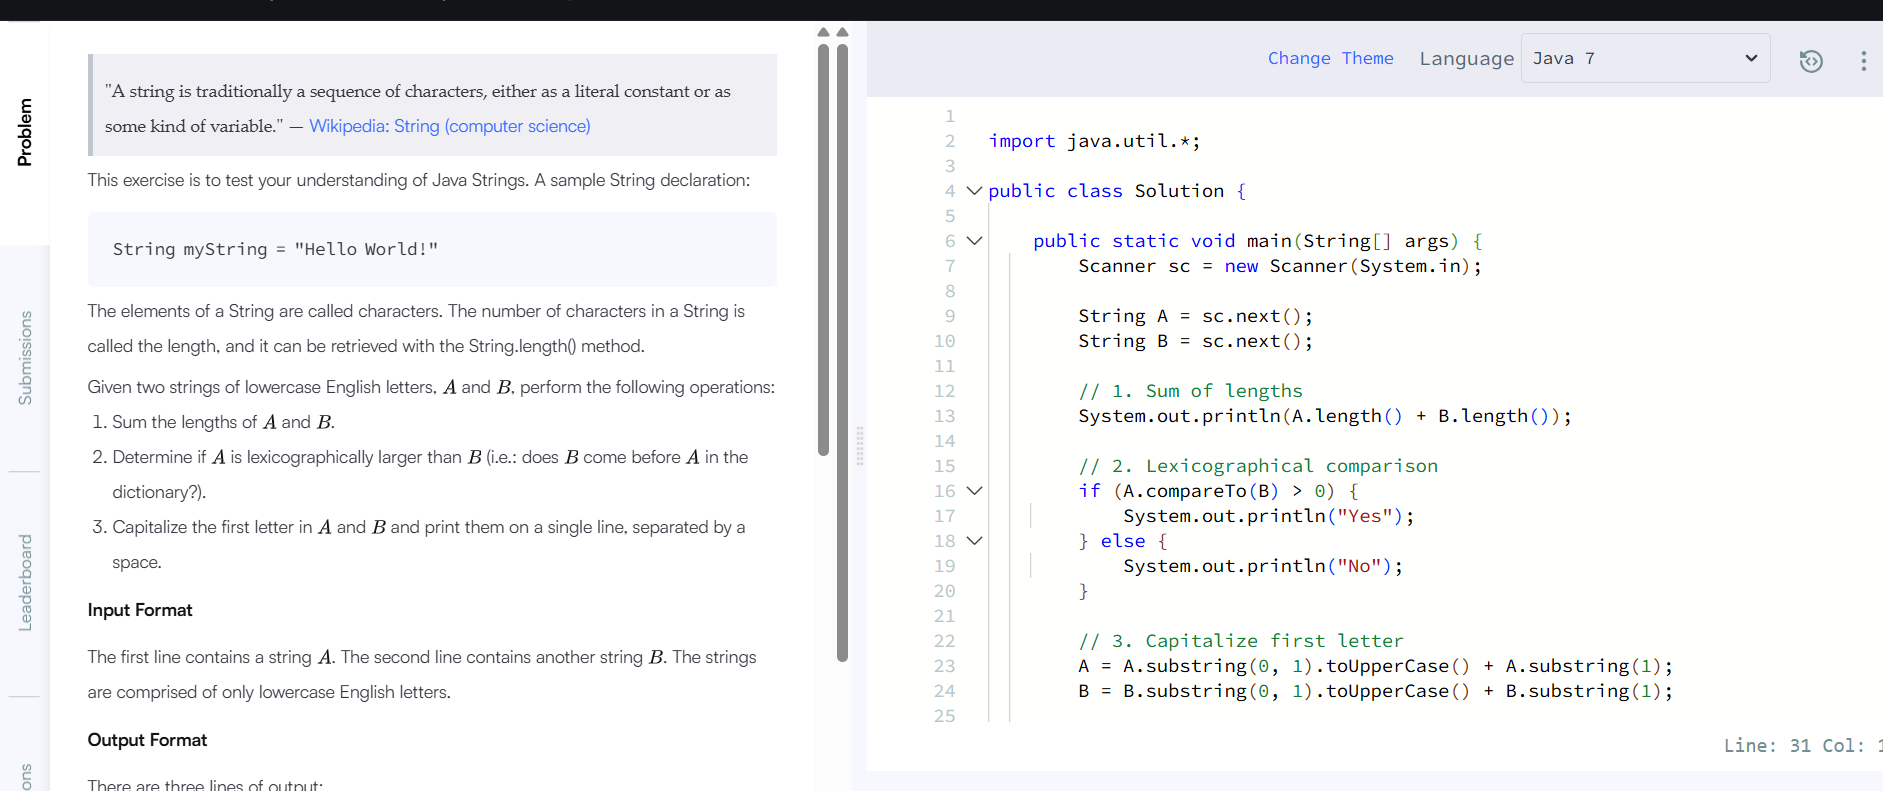 Problem
Submissions
Leaderboard
"A string is traditionally a sequence of characters, either as a literal constant or as
some kind of variable." — Wikipedia: String (computer science)
This exercise is to test your understanding of Java Strings. A sample String declaration:
String myString = "Hello World!"
The elements of a String are called characters. The number of characters in a String is
called the length, and it can be retrieved with the String.length() method.
Given two strings of lowercase English letters, A and B, perform the following operations:
1. Sum the lengths of A and B.
2. Determine if A is lexicographically larger than B (i.e.: does B come before A in the
dictionary?).
3. Capitalize the first letter in A and B and print them on a single line, separated by a
space.
Input Format
The first line contains a string A. The second line contains another string B. The strings
are comprised of only lowercase English letters.
Output Format
There are three lines of output:
Change Theme Language Java 7
1
2 import java.util.*;
3
4 public class Solution {
5
6 public static void main(String[] args) {
7 Scanner sc = new Scanner(System.in);
8
9 String A = sc.next();
10 String B = sc.next();
11
12 // 1. Sum of lengths
13 System.out.println(A.length() + B.length());
14
15 // 2. Lexicographical comparison
16 if (A.compareTo(B) > 0) {
17 System.out.println("Yes");
18 } else {
19 System.out.println("No");
20 }
21
22 // 3. Capitalize first letter
23 A = A.substring(0, 1).toUpperCase() + A.substring(1);
24 B = B.substring(0, 1).toUpperCase() + B.substring(1);
25
Line: 31 Col: 1